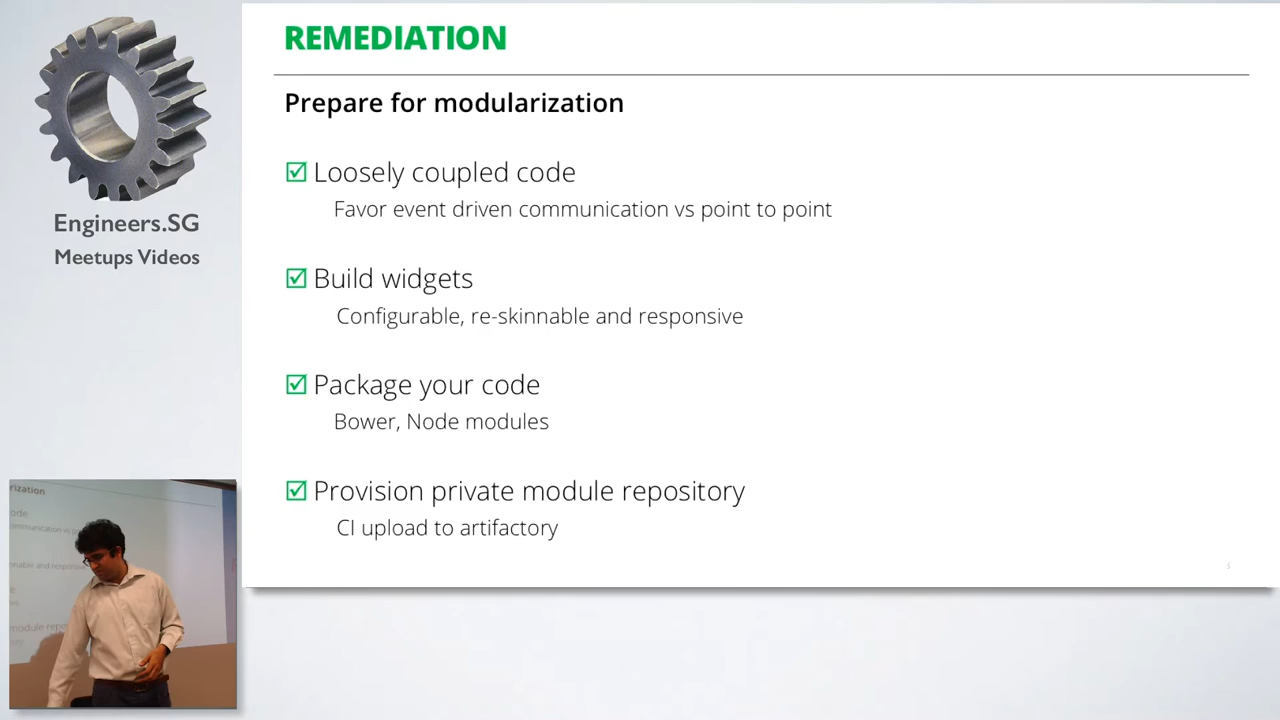 REMEDIATION
Prepare for modularization
Loosely coupled code
Favor event driven communication vs point to point
Build widgets
Configurable, re-skinnable and responsive
Package your code
Bower, Node modules
Provision private module repository
CI upload to artifactory
5
Engineers.SG
Meetups Videos